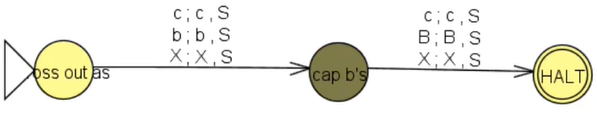 c ; c , S
b ; b , S
X ; X , S
c ; c , S
B ; B , S
X ; X , S
oss out as
cap b's
HALT